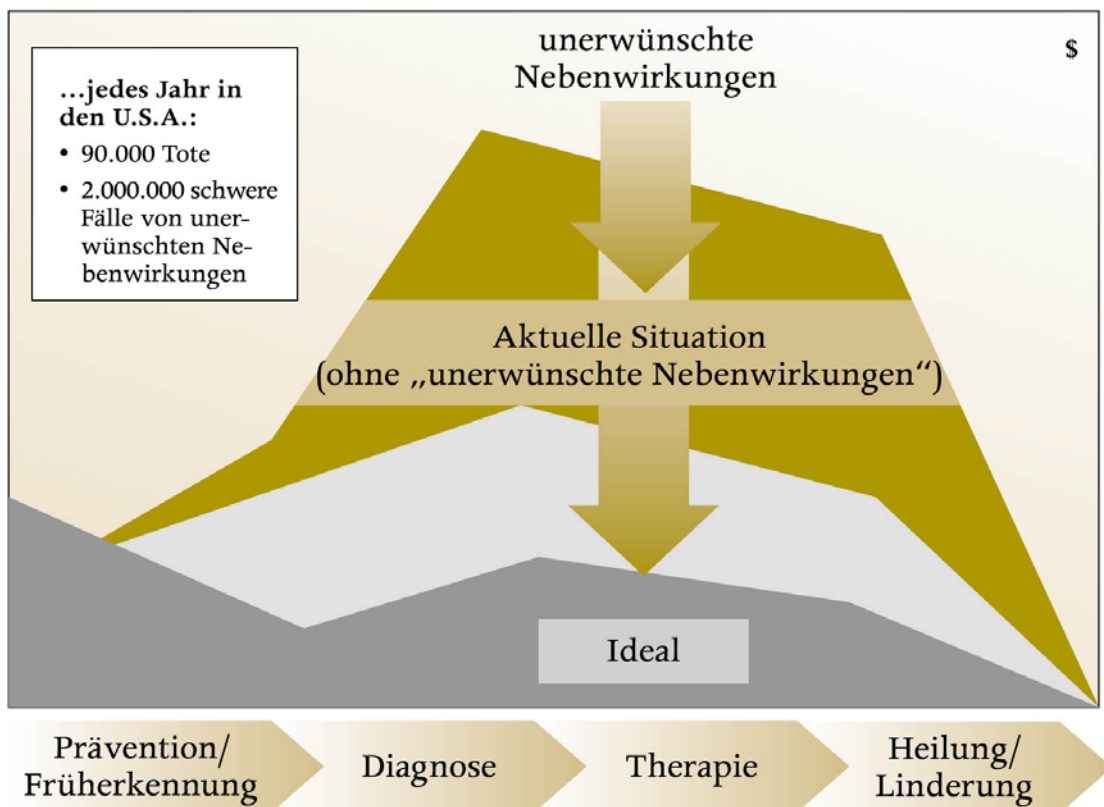 unerwünschte
Nebenwirkungen
$
...jedes Jahr in
den U.S.A.:
• 90.000 Tote
• 2.000.000 schwere
Fälle von uner-
wünschten Ne-
benwirkungen
Aktuelle Situation
(ohne „unerwünschte Nebenwirkungen“)
Ideal
Prävention/
Früherkennung
Diagnose
Therapie
Heilung/
Linderung